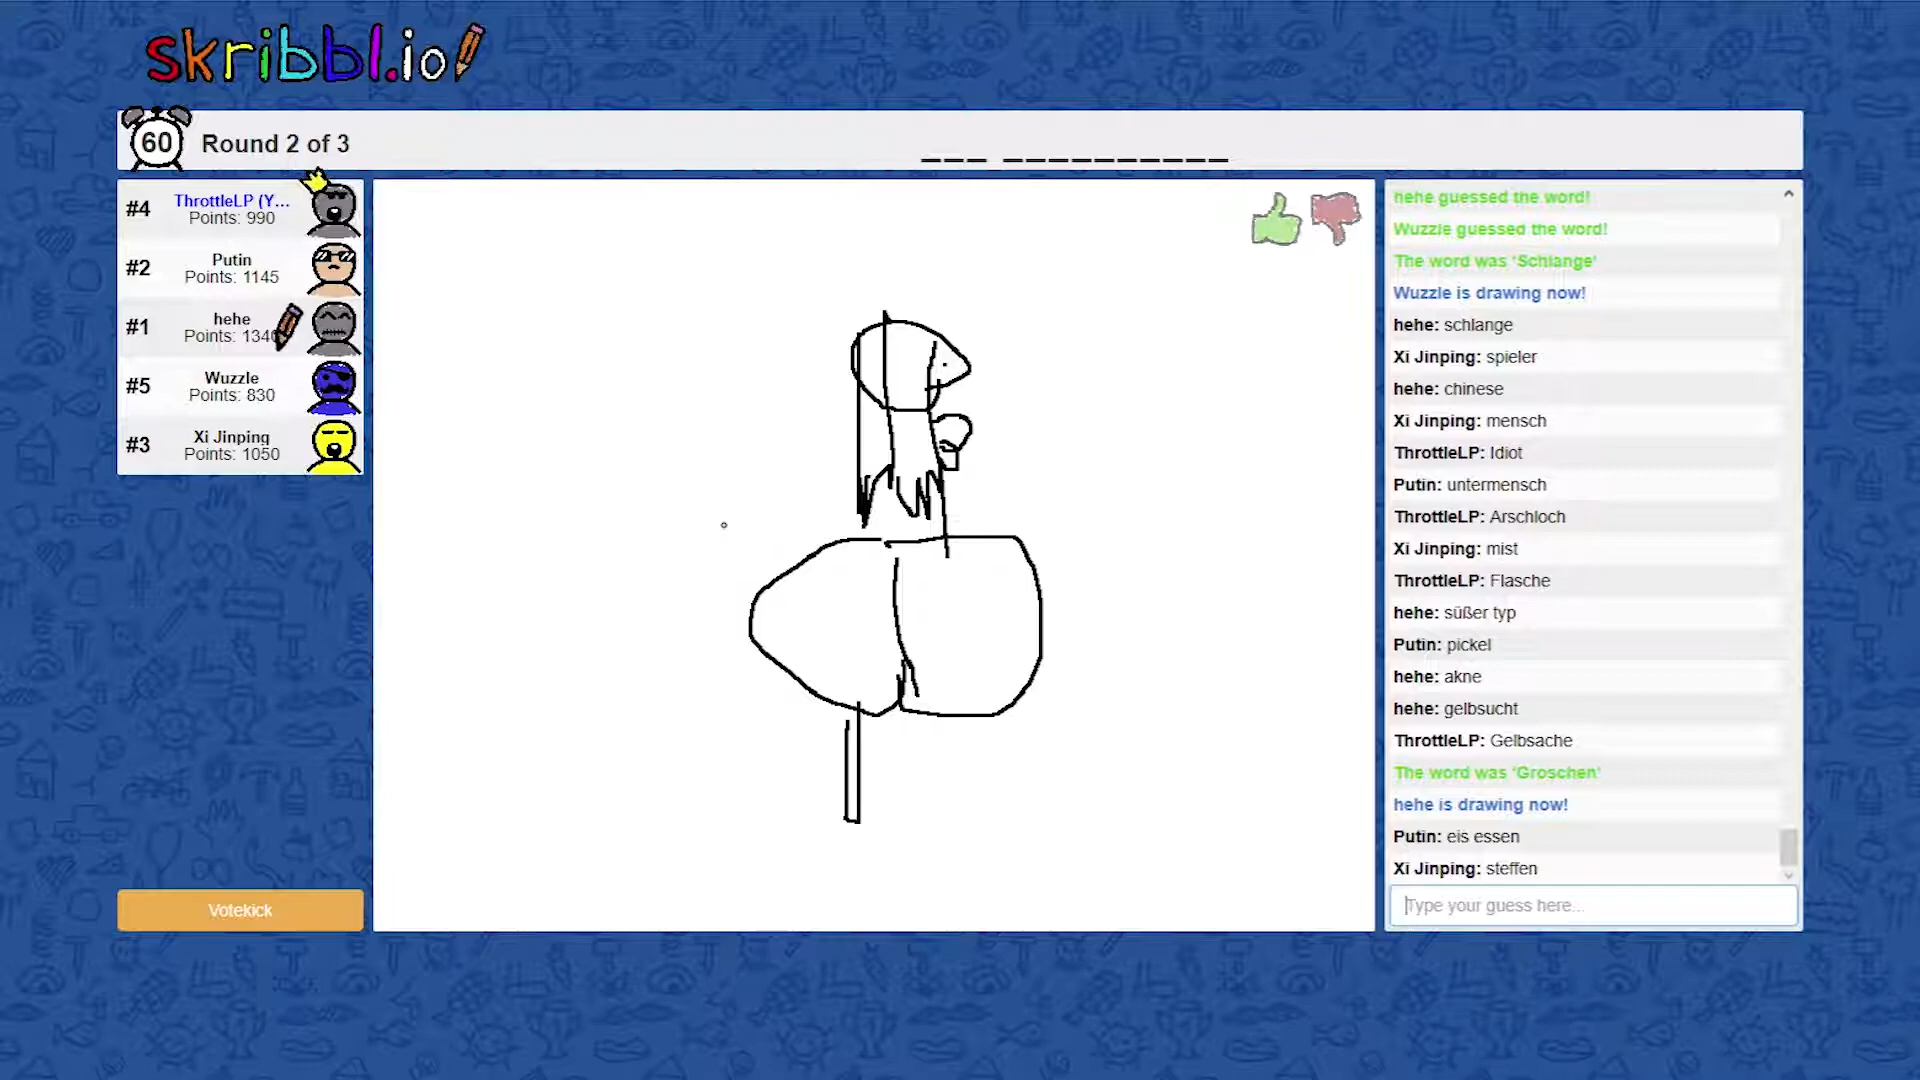 skribbl.io
60
Round 2 of 3
___ __________
#4 ThrottleLP (Y...
Points: 990
#2 Putin
Points: 1145
#1 hehe
Points: 1340
#5 Wuzzle
Points: 830
#3 Xi Jinping
Points: 1050
Votekick
hehe guessed the word!
Wuzzle guessed the word!
The word was 'Schlange'
Wuzzle is drawing now!
hehe: schlange
Xi Jinping: spieler
hehe: chinese
Xi Jinping: mensch
ThrottleLP: Idiot
Putin: untermensch
ThrottleLP: Arschloch
Xi Jinping: mist
ThrottleLP: Flasche
hehe: süßer typ
Putin: pickel
hehe: akne
hehe: gelbsucht
ThrottleLP: Gelbsache
The word was 'Groschen'
hehe is drawing now!
Putin: eis essen
Xi Jinping: steffen
Type your guess here...